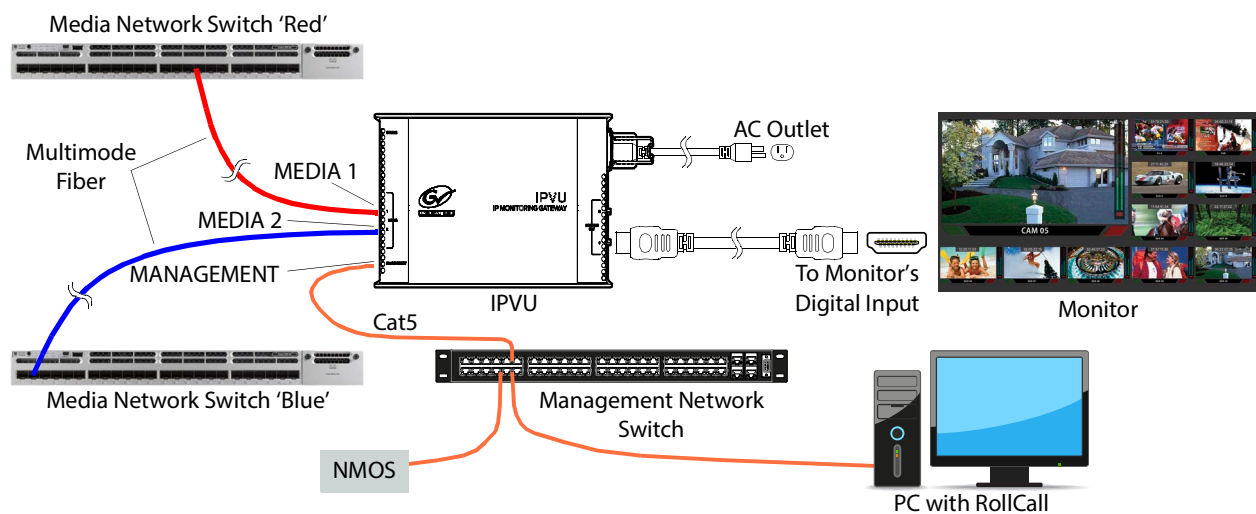 Media Network Switch ‘Red’
Multimode
Fiber
MEDIA 1
MEDIA 2
MANAGEMENT
IPVU
IP MONITORING GATEWAY
IPVU
AC Outlet
To Monitor’s
Digital Input
CAM 05
Monitor
Cat5
Media Network Switch ‘Blue’
Management Network
Switch
NMOS
PC with RollCall